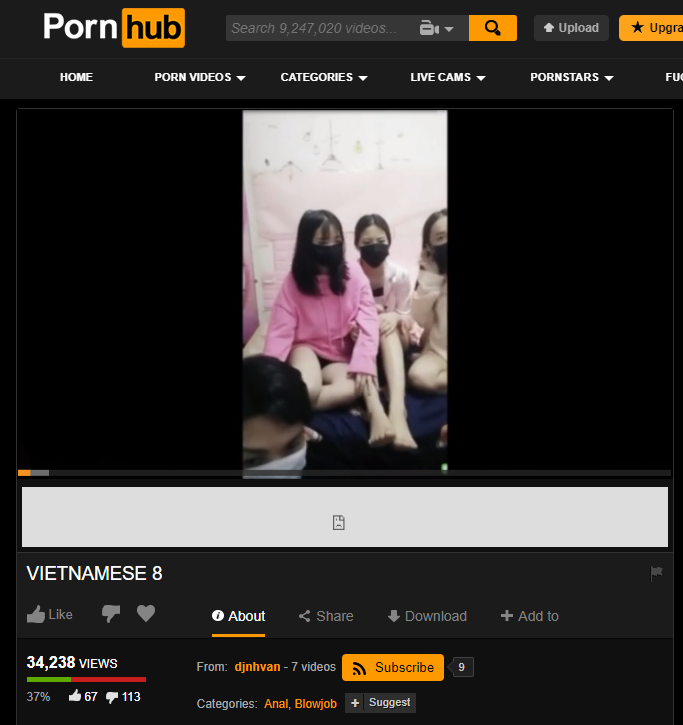 Porn hub
Search 9,247,020 videos...
Upload
Upgra
HOME
PORN VIDEOS
CATEGORIES
LIVE CAMS
PORNSTARS
FU
VIETNAMESE 8
Like
About
Share
Download
Add to
34,238 VIEWS
From: djnhvan - 7 videos
Subscribe
9
37%
67
113
Categories: Anal, Blowjob
Suggest